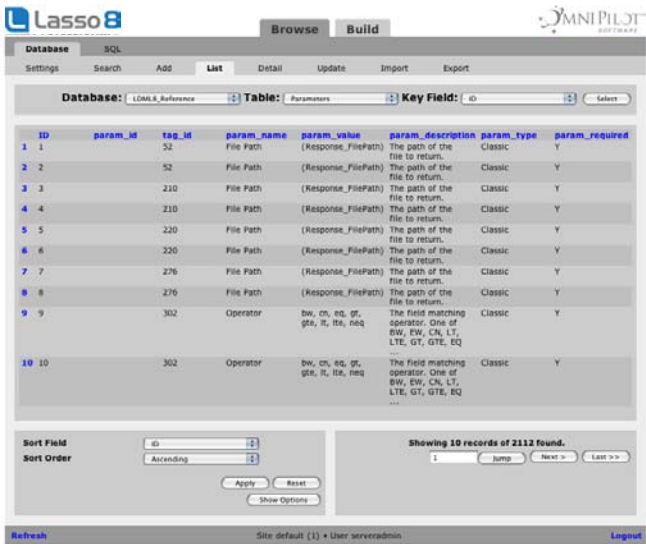 Lasso 8
OMNIPILOT
SOFTWARE
Browse Build
Database SQL
Settings Search Add List Detail Update Import Export
Database: LDML8_Reference Table: Parameters Key Field: ID Select
ID param_id tag_id param_name param_value param_description param_type param_required
1 1 52 File Path (Response_FilePath) The path of the Classic Y
file to return.
2 2 52 File Path (Response_FilePath) The path of the Classic Y
file to return.
3 3 210 File Path (Response_FilePath) The path of the Classic Y
file to return.
4 4 210 File Path (Response_FilePath) The path of the Classic Y
file to return.
5 5 220 File Path (Response_FilePath) The path of the Classic Y
file to return.
6 6 220 File Path (Response_FilePath) The path of the Classic Y
file to return.
7 7 276 File Path (Response_FilePath) The path of the Classic Y
file to return.
8 8 276 File Path (Response_FilePath) The path of the Classic Y
file to return.
9 9 302 Operator bw, cn, eq, gt, The field matching Classic Y
gte, lt, lte, neq operator. One of
BW, EW, CN, LT,
LTE, GT, GTE, EQ
...
10 10 302 Operator bw, cn, eq, gt, The field matching Classic Y
gte, lt, lte, neq operator. One of
BW, EW, CN, LT,
LTE, GT, GTE, EQ
...
Sort Field ID
Sort Order Ascending
Apply Reset
Show Options
Showing 10 records of 2112 found.
1 Jump Next > Last >>
Refresh Site default (1) • User serveradmin Logout